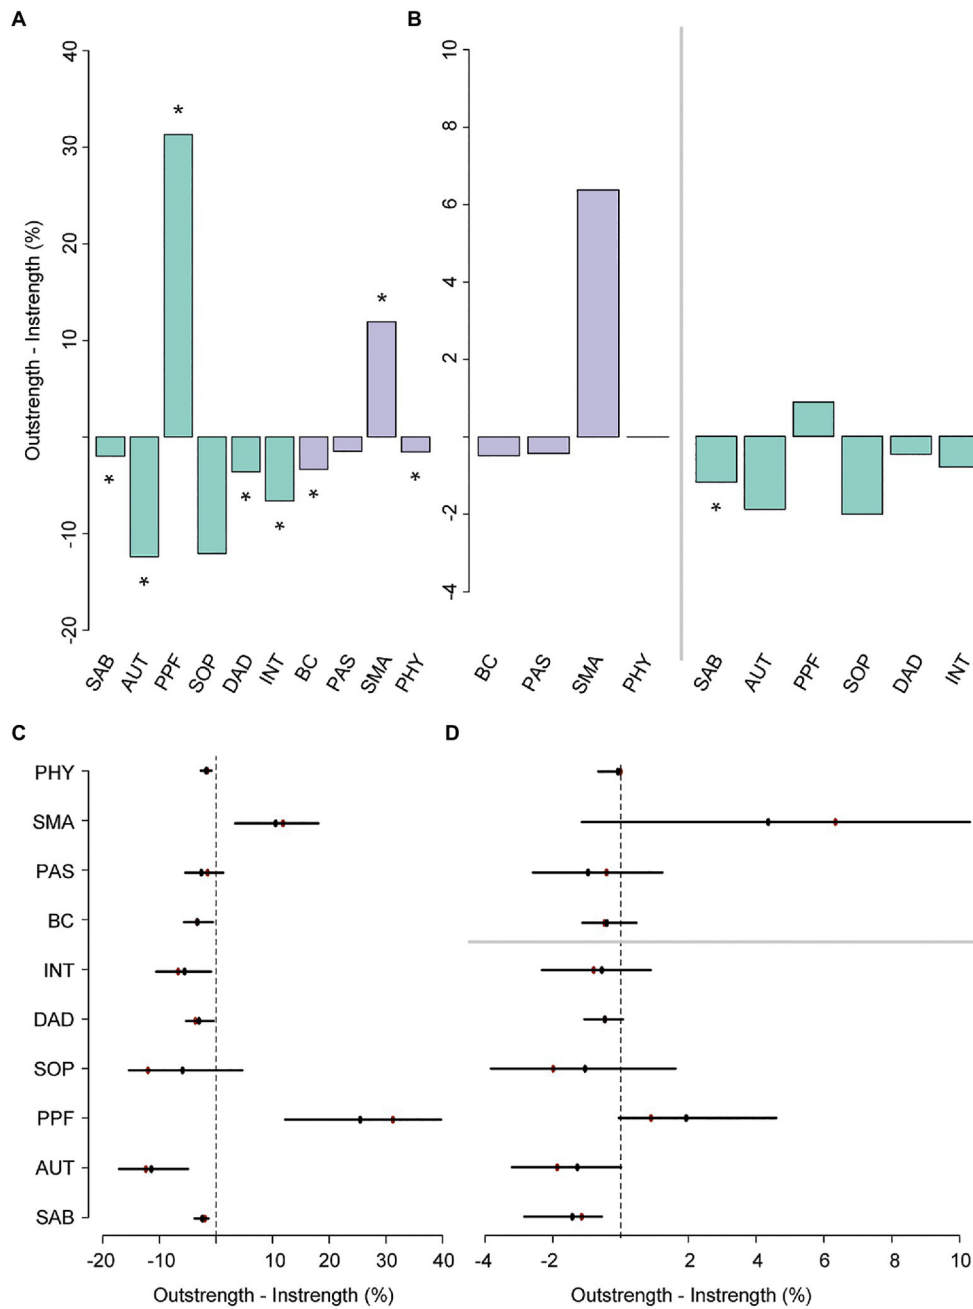 A
B
Outstrength - Instrength (%)
40
30
20
10
-10
-20
*
*
*
*
*
*
*
*
SAB AUT PPF SOP DAD INT BC PAS SMA PHY
10
8
6
4
2
-2
-4
*
BC PAS SMA PHY SAB AUT PPF SOP DAD INT
C
D
PHY
SMA
PAS
BC
INT
DAD
SOP
PPF
AUT
SAB
-20 -10 0 10 20 30 40
Outstrength - Instrength (%)
-4 -2 2 4 6 8 10
Outstrength - Instrength (%)